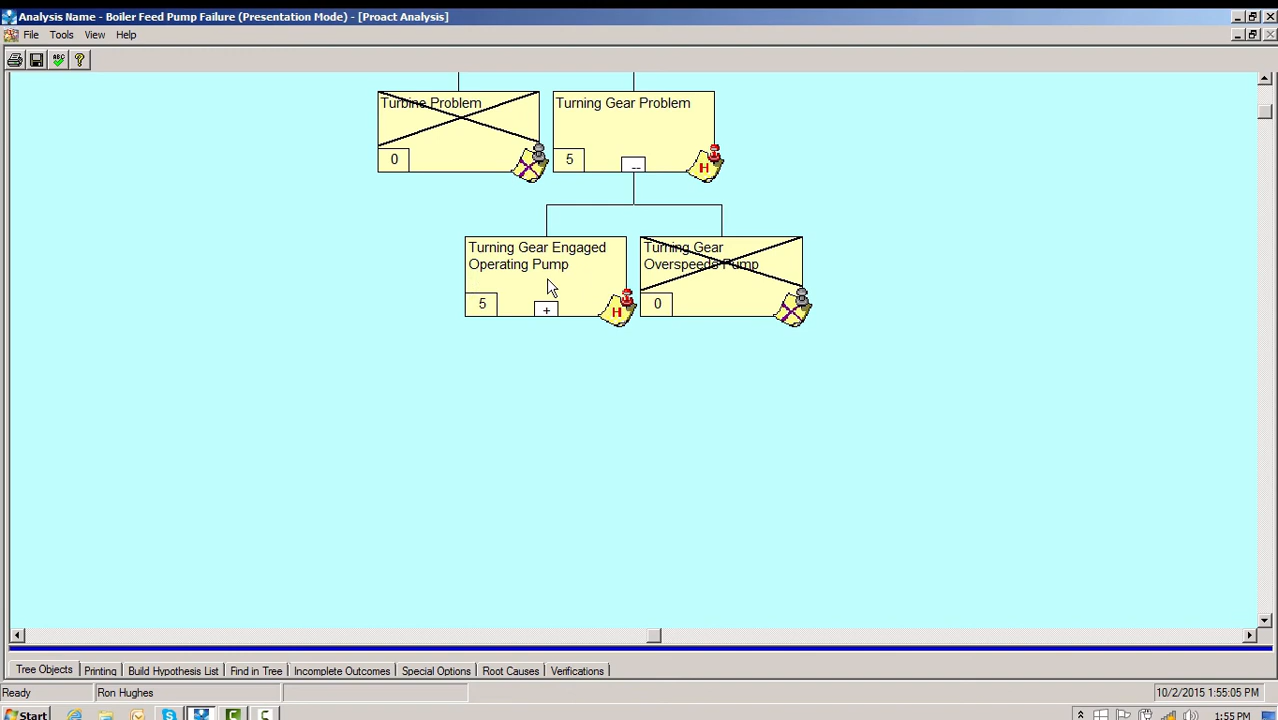 Analysis Name - Boiler Feed Pump Failure (Presentation Mode) - [Proact Analysis]
File Tools View Help
ABC ?
Turbine Problem
0
Turning Gear Problem
5
--
H
Turning Gear Engaged
Operating Pump
5
+
H
Turning Gear
Overspeeds Pump
0
Tree Objects Printing Build Hypothesis List Find in Tree Incomplete Outcomes Special Options Root Causes Verifications
Ready Ron Hughes 10/2/2015 1:55:05 PM
Start 1:55 PM